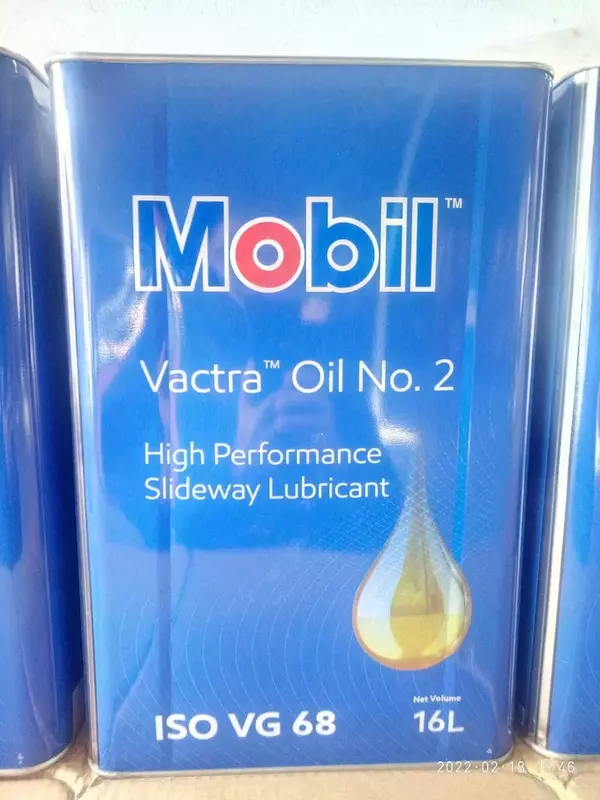 Mobil™
Vactra™ Oil No. 2
High Performance
Slideway Lubricant
Net Volume
ISO VG 68
16L